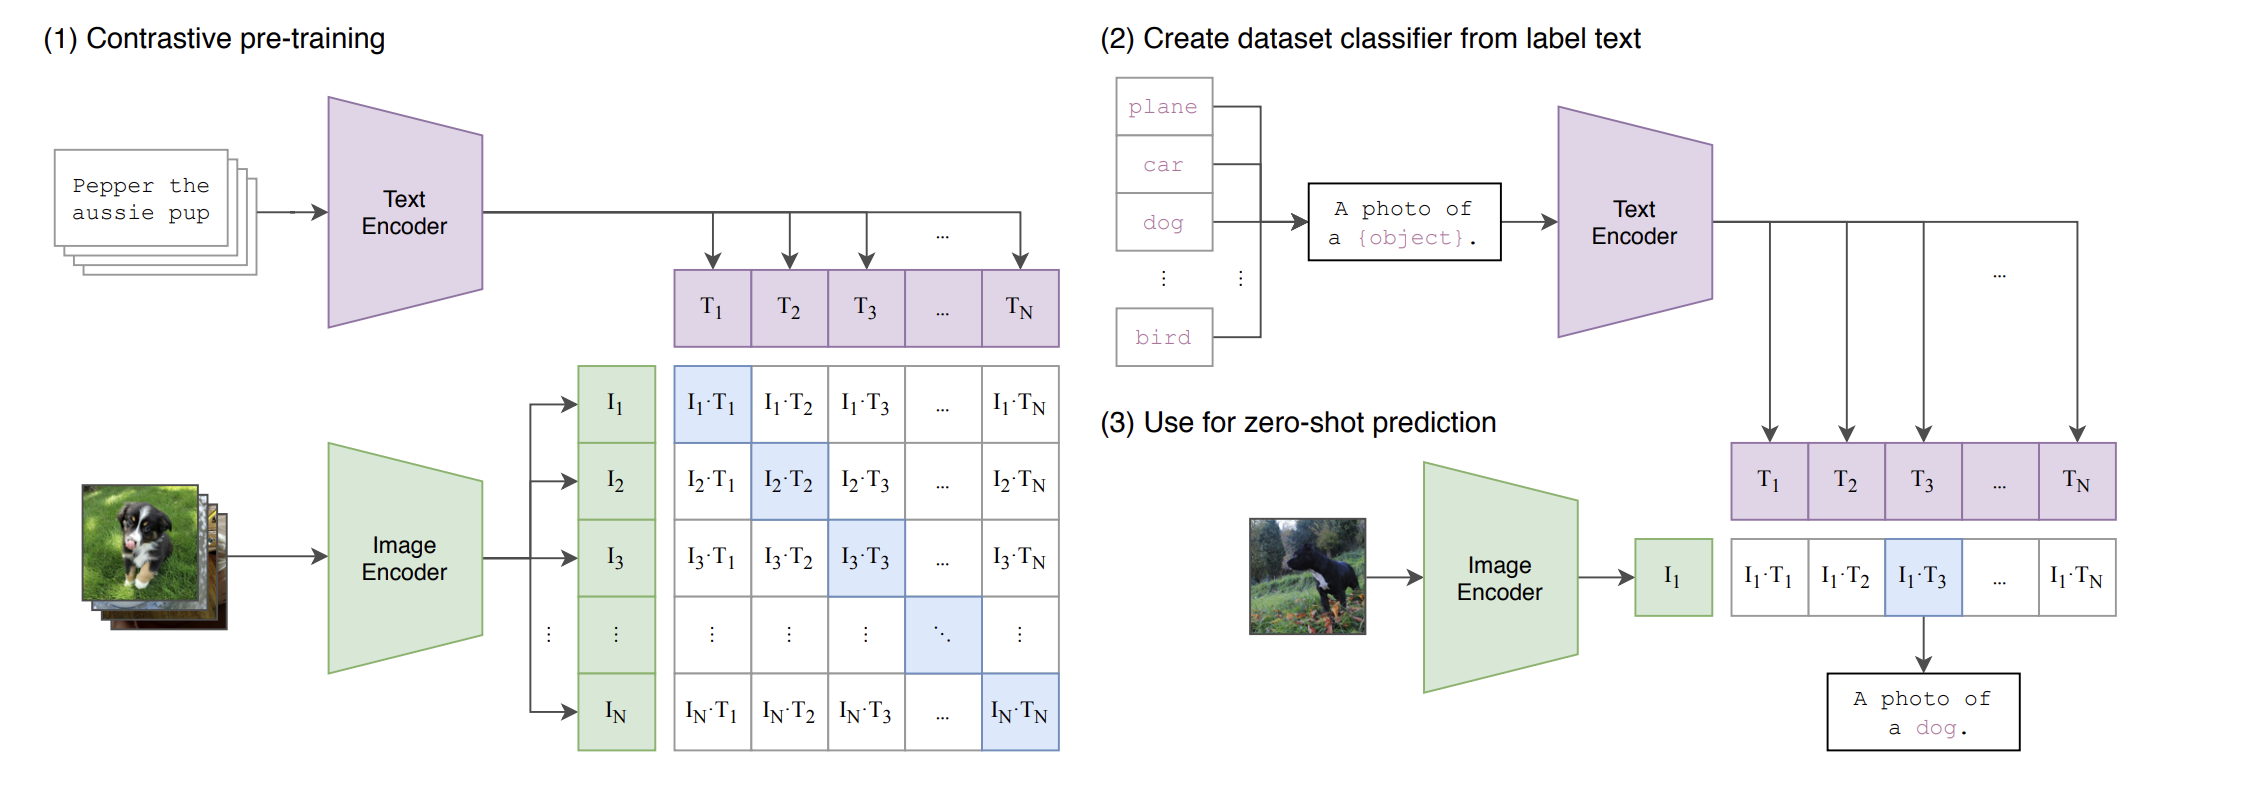 (1) Contrastive pre-training
Pepper the
aussie pup
Text
Encoder
...
T1 T2 T3 ... TN
Image
Encoder
I1 I1·T1 I1·T2 I1·T3 ... I1·TN
I2 I2·T1 I2·T2 I2·T3 ... I2·TN
I3 I3·T1 I3·T2 I3·T3 ... I3·TN
⋮ ⋮ ⋮ ⋮ ⋮ ⋱ ⋮
IN IN·T1 IN·T2 IN·T3 ... IN·TN
(2) Create dataset classifier from label text
plane
car
dog
⋮ ⋮
bird
A photo of
a {object}.
Text
Encoder
...
(3) Use for zero-shot prediction
T1 T2 T3 ... TN
Image
Encoder
I1 I1·T1 I1·T2 I1·T3 ... I1·TN
A photo of
a dog.